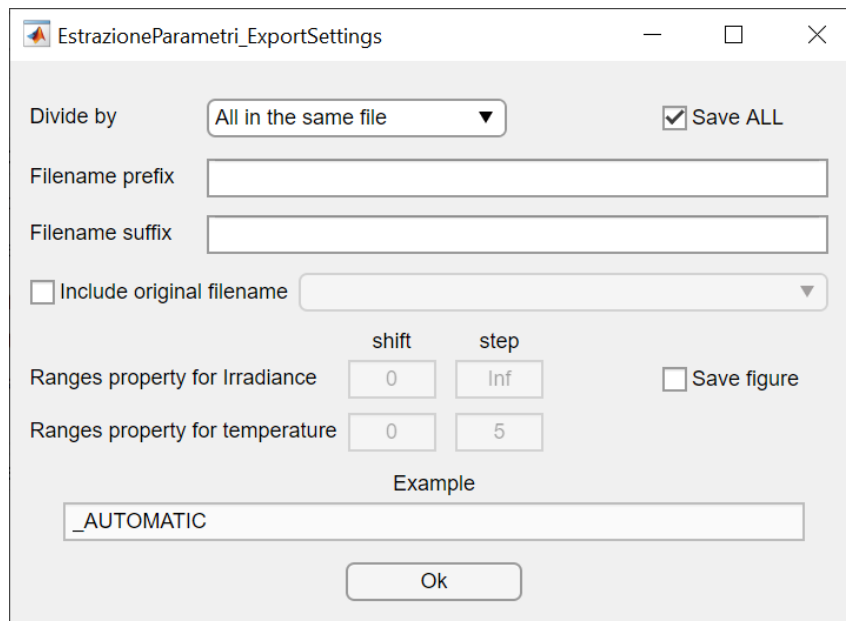 EstrazioneParametri_ExportSettings
Divide by All in the same file Save ALL
Filename prefix
Filename suffix
Include original filename
shift step
Ranges property for Irradiance 0 Inf Save figure
Ranges property for temperature 0 5
Example
_AUTOMATIC
Ok